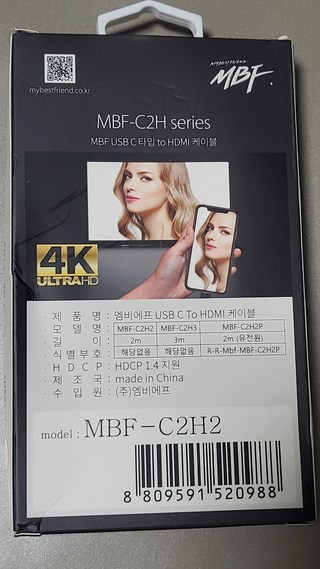 MYBESTFRIEND.
MBF.
mybestfriend.co.kr
MBF-C2H series
MBF USB C 타입 to HDMI 케이블
4K
ULTRAHD
· 제 품 명 : 엠비에프 USB C To HDMI 케이블
· 모 델 명 : MBF-C2H2 MBF-C2H3 MBF-C2H2P
· 길 이 : 2m 3m 2m (유전원)
· 식 별 부 호 : 해당없음 해당없음 R-R-Mbf-MBF-C2H2P
· H D C P : HDCP 1.4 지원
· 제 조 국 : made in China
· 수 입 원 : (주)엠비에프
model : MBF-C2H2
8 809591 520988